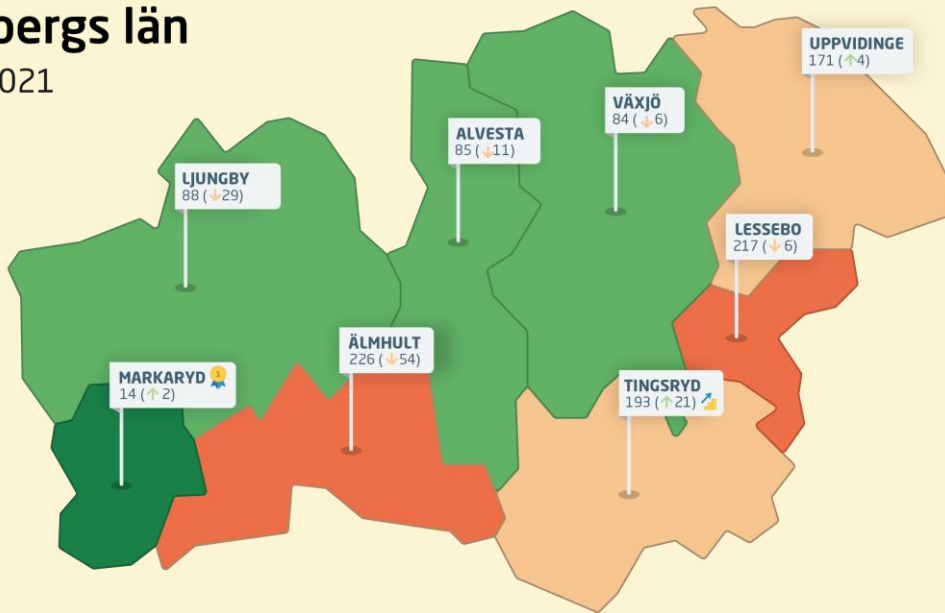 bergs län
021
UPPVIDINGE
171 (↑4)
VÄXJÖ
84 (↓6)
ALVESTA
85 (↓11)
LJUNGBY
88 (↓29)
LESSEBO
217 (↓6)
ÄLMHULT
226 (↓54)
MARKARYD 1
14 (↑2)
TINGSRYD
193 (↑21)